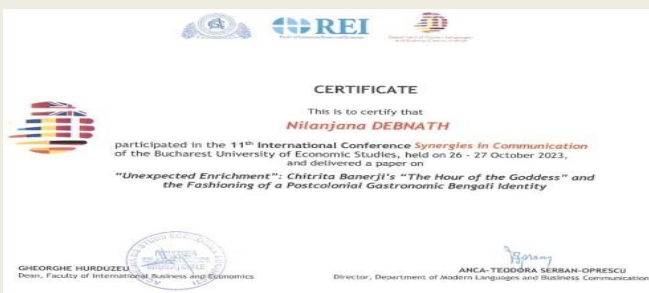 REI
CERTIFICATE
This is to certify that
Nilanjana DEBNATH
participated in the 11th International Conference Synergies in Communication
of the Bucharest University of Economic Studies, held on 26 - 27 October 2023,
and delivered a paper on
"Unexpected Enrichment": Chitrita Banerji's "The Hour of the Goddess" and
the Fashioning of a Postcolonial Gastronomic Bengali Identity
GHEORGHE HURDUZEU
Dean, Faculty of International Business and Economics
ANCA-TEODORA SERBAN-OPRESCU
Director, Department of Modern Languages and Business Communication